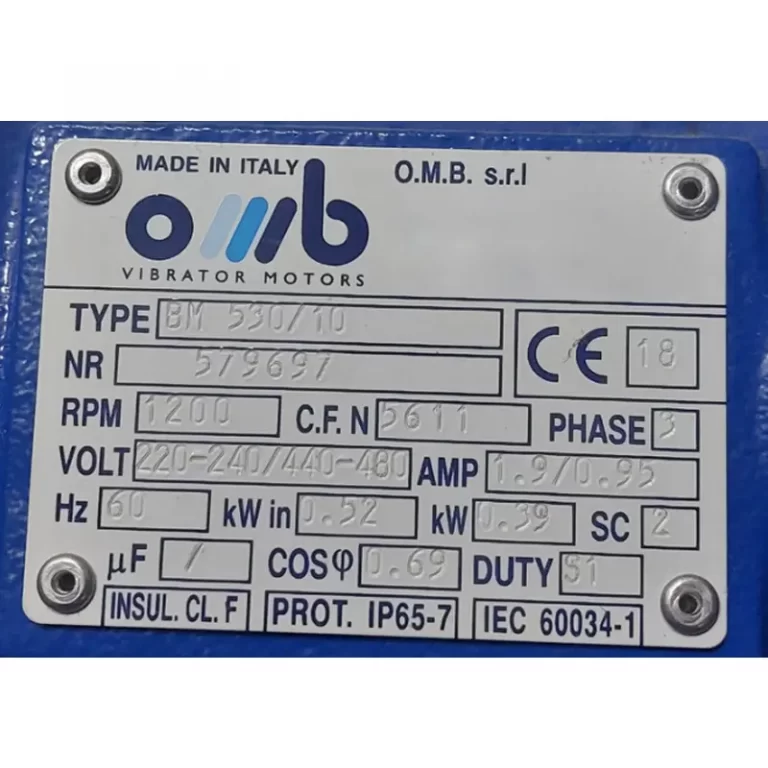 MADE IN ITALY O.M.B. s.r.l
omb
VIBRATOR MOTORS
TYPE BM 530/10
CE 18
NR 579697
RPM 1200 C.F. N 5611 PHASE 3
VOLT 220-240/440-480 AMP 1.9/0.95
Hz 60 kW in 0.52 kW 0.39 SC 2
µF / COSφ 0.69 DUTY S1
INSUL. CL. F PROT. IP65-7 IEC 60034-1